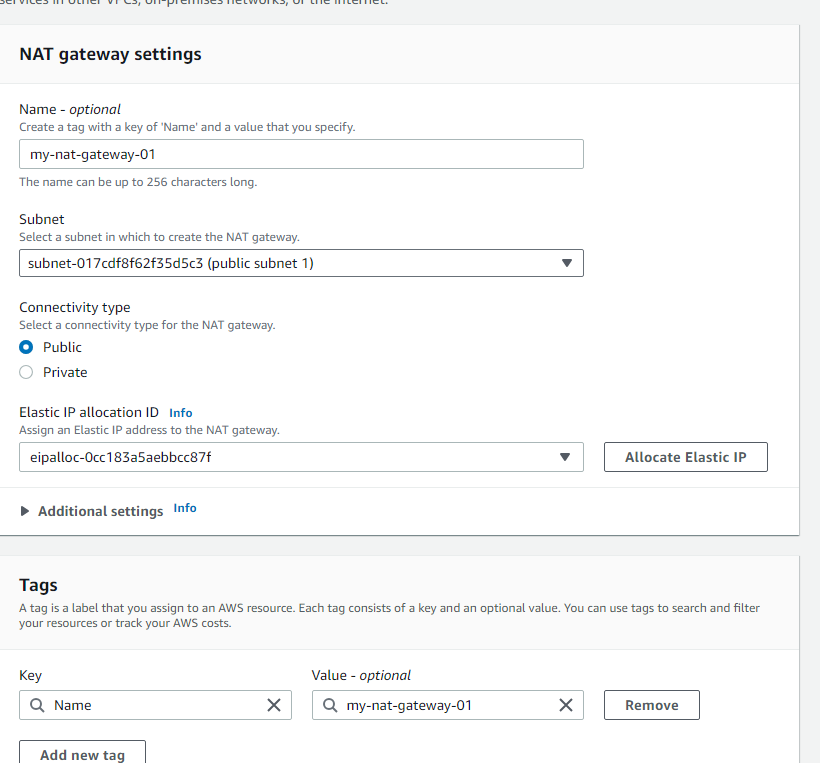 services in other VPCs, on-premises networks, or the internet.
NAT gateway settings
Name - optional
Create a tag with a key of 'Name' and a value that you specify.
my-nat-gateway-01
The name can be up to 256 characters long.
Subnet
Select a subnet in which to create the NAT gateway.
subnet-017cdf8f62f35d5c3 (public subnet 1)
Connectivity type
Select a connectivity type for the NAT gateway.
Public
Private
Elastic IP allocation ID Info
Assign an Elastic IP address to the NAT gateway.
eipalloc-0cc183a5aebbcc87f
Allocate Elastic IP
Additional settings Info
Tags
A tag is a label that you assign to an AWS resource. Each tag consists of a key and an optional value. You can use tags to search and filter
your resources or track your AWS costs.
Key
Value - optional
Name
my-nat-gateway-01
Remove
Add new tag